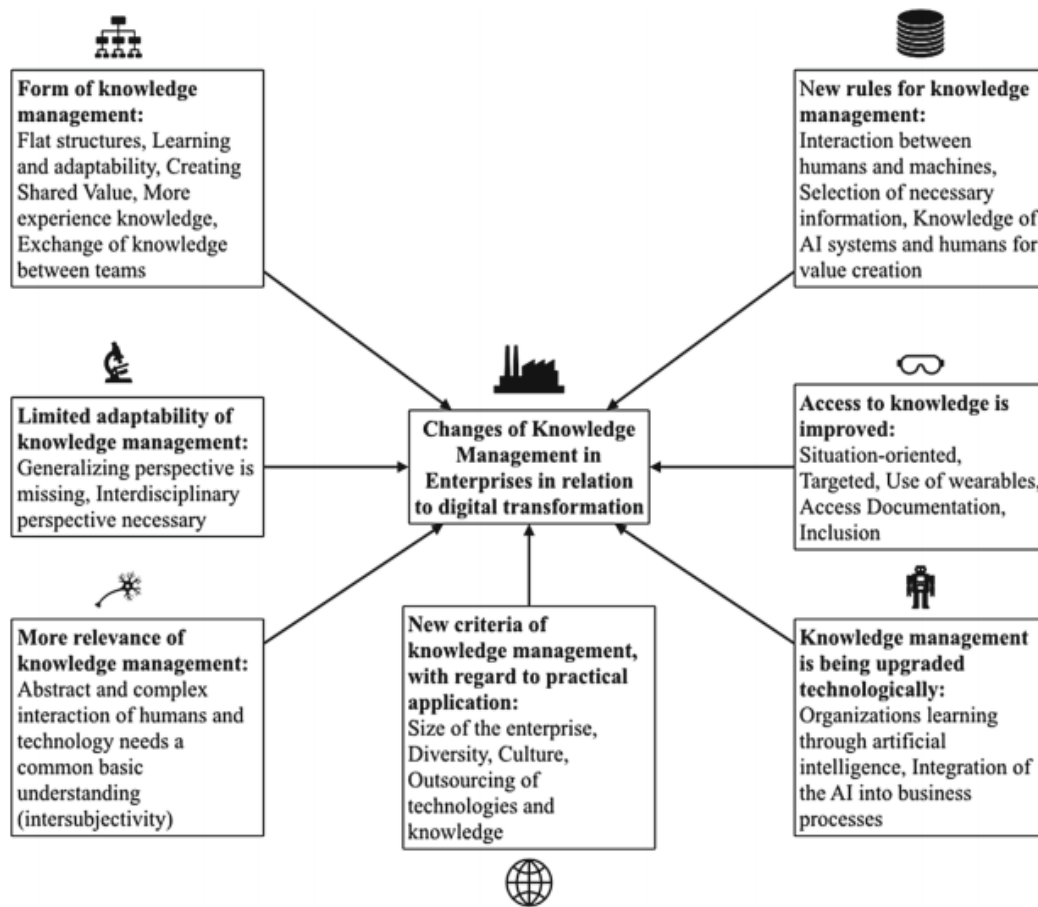 Form of knowledge
management:
Flat structures, Learning
and adaptability, Creating
Shared Value, More
experience knowledge,
Exchange of knowledge
between teams
New rules for knowledge
management:
Interaction between
humans and machines,
Selection of necessary
information, Knowledge of
AI systems and humans for
value creation
Limited adaptability of
knowledge management:
Generalizing perspective is
missing, Interdisciplinary
perspective necessary
Changes of Knowledge
Management in
Enterprises in relation
to digital transformation
Access to knowledge is
improved:
Situation-oriented,
Targeted, Use of wearables,
Access Documentation,
Inclusion
More relevance of
knowledge management:
Abstract and complex
interaction of humans and
technology needs a
common basic
understanding
(intersubjectivity)
New criteria of
knowledge management,
with regard to practical
application:
Size of the enterprise,
Diversity, Culture,
Outsourcing of
technologies and
knowledge
Knowledge management
is being upgraded
technologically:
Organizations learning
through artificial
intelligence, Integration of
the AI into business
processes